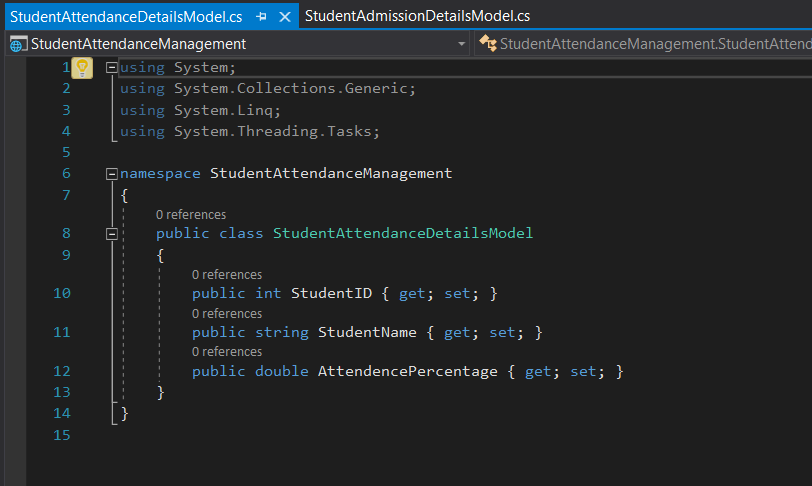 StudentAttendanceDetailsModel.cs StudentAdmissionDetailsModel.cs
StudentAttendanceManagement StudentAttendanceManagement.StudentAttend
1 using System;
2 using System.Collections.Generic;
3 using System.Linq;
4 using System.Threading.Tasks;
5
6 namespace StudentAttendanceManagement
7 {
0 references
8 public class StudentAttendanceDetailsModel
9 {
0 references
10 public int StudentID { get; set; }
0 references
11 public string StudentName { get; set; }
0 references
12 public double AttendencePercentage { get; set; }
13 }
14 }
15